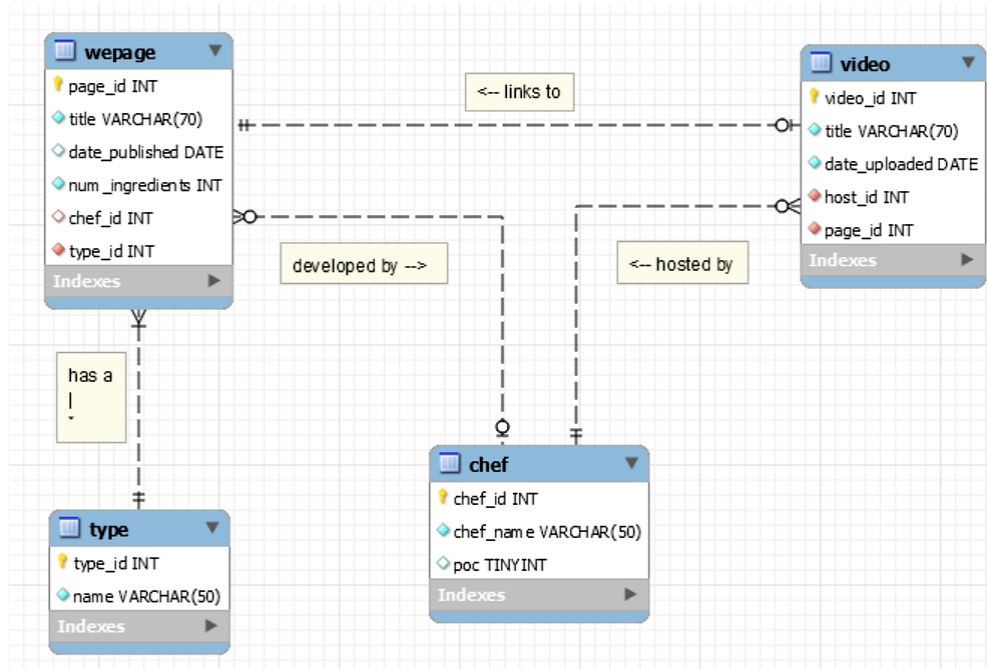 wepage
page_id INT
title VARCHAR(70)
date_published DATE
num_ingredients INT
chef_id INT
type_id INT
Indexes
<-- links to
video
video_id INT
title VARCHAR(70)
date_uploaded DATE
host_id INT
page_id INT
Indexes
developed by -->
<-- hosted by
has a
|
˅
type
type_id INT
name VARCHAR(50)
Indexes
chef
chef_id INT
chef_name VARCHAR(50)
poc TINYINT
Indexes